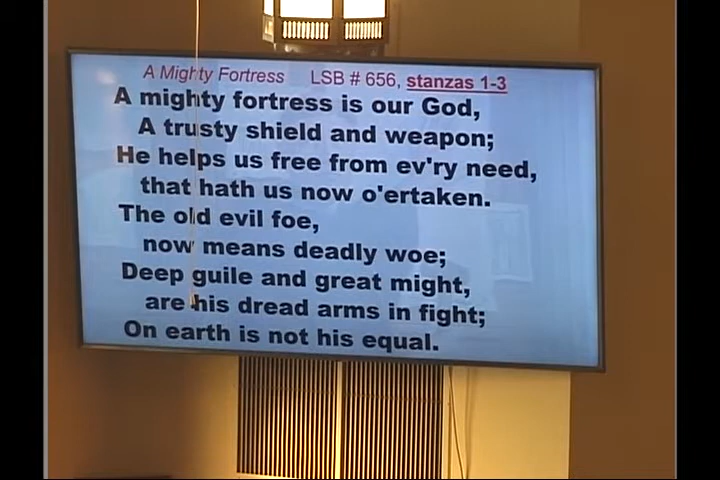 A Mighty Fortress LSB # 656, stanzas 1-3
A mighty fortress is our God,
A trusty shield and weapon;
He helps us free from ev'ry need,
that hath us now o'ertaken.
The old evil foe,
now means deadly woe;
Deep guile and great might,
are his dread arms in fight;
On earth is not his equal.